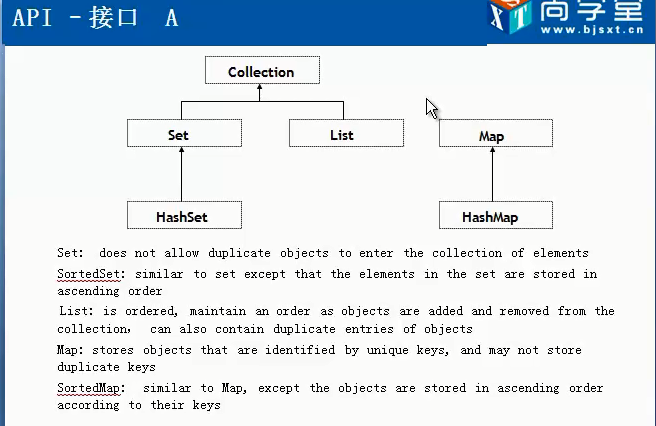 API - 接口 A
尚学堂
XST
www.bjsxt.cn
Collection
Set
List
Map
HashSet
HashMap
Set: does not allow duplicate objects to enter the collection of elements
SortedSet: similar to set except that the elements in the set are stored in
ascending order
List: is ordered, maintain an order as objects are added and removed from the
collection, can also contain duplicate entries of objects
Map: stores objects that are identified by unique keys, and may not store
duplicate keys
SortedMap: similar to Map, except the objects are stored in ascending order
according to their keys